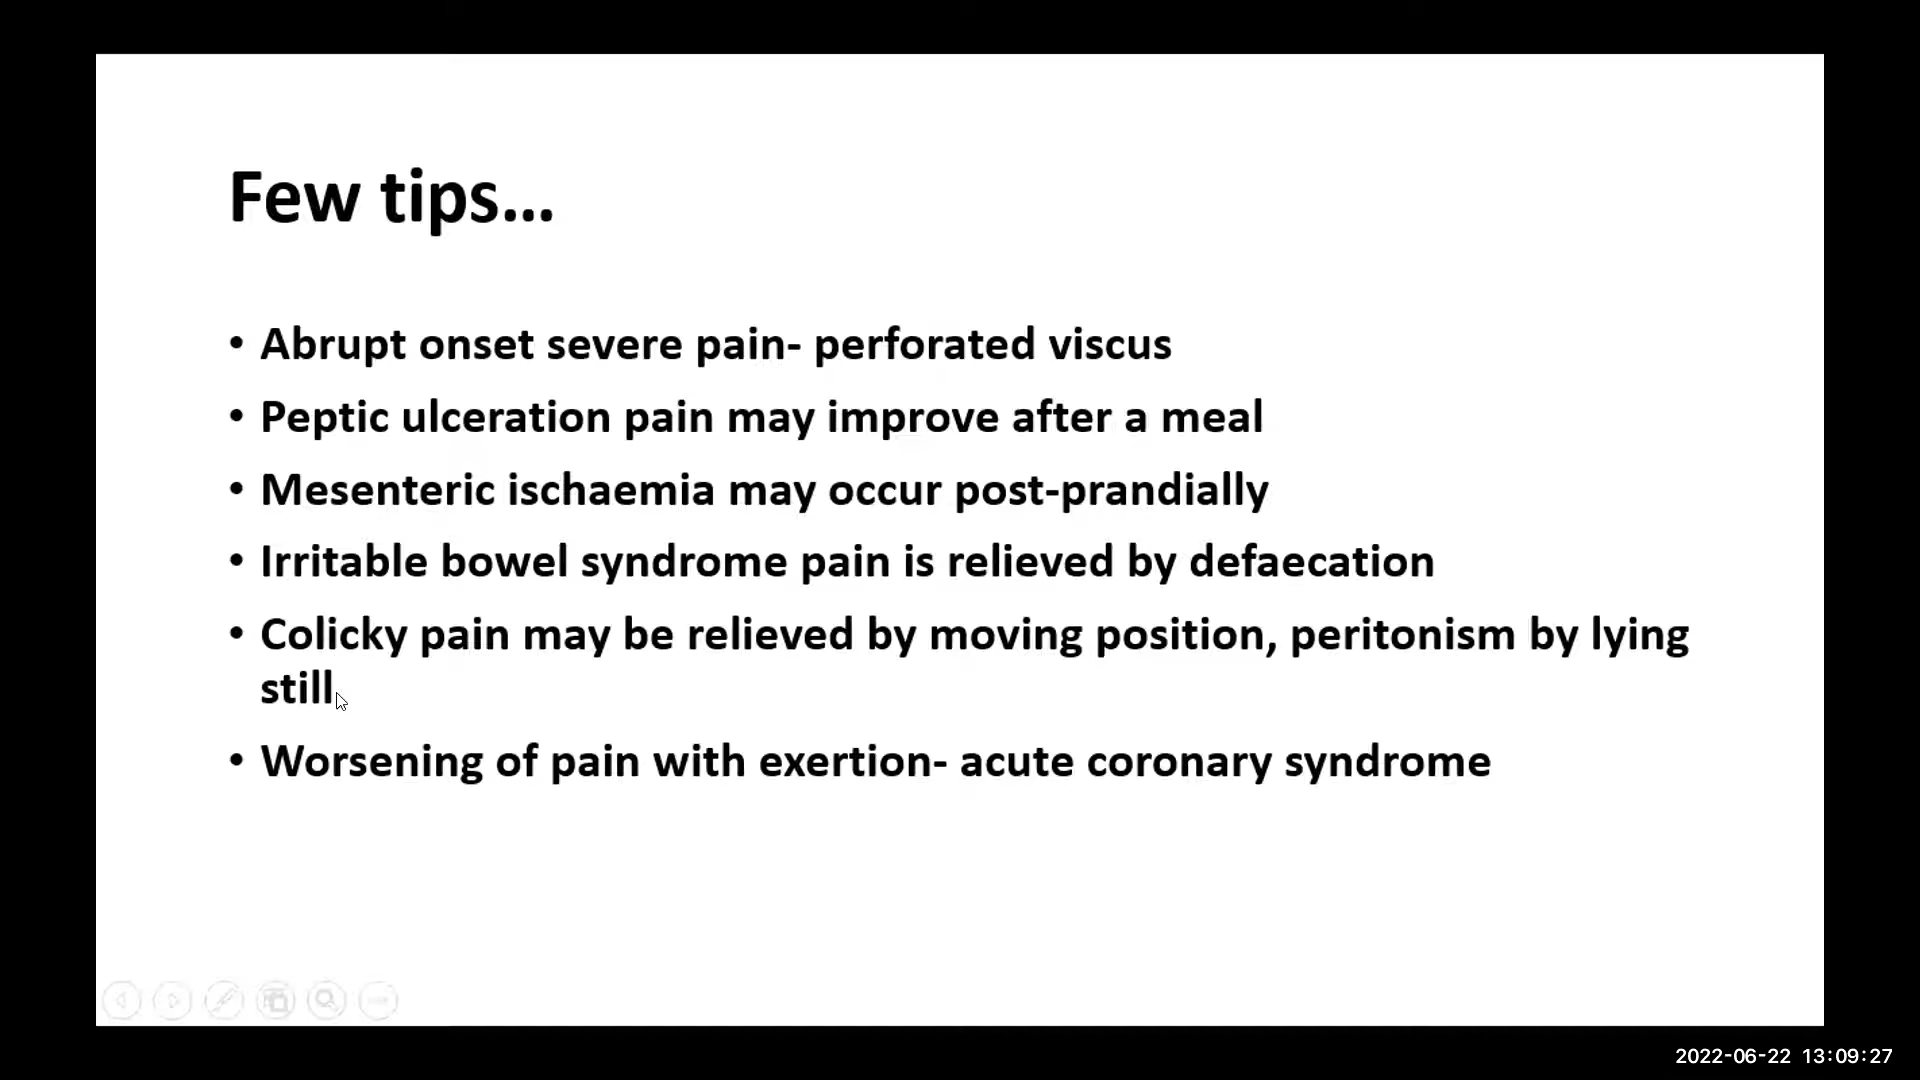 Few tips...
• Abrupt onset severe pain- perforated viscus
• Peptic ulceration pain may improve after a meal
• Mesenteric ischaemia may occur post-prandially
• Irritable bowel syndrome pain is relieved by defaecation
• Colicky pain may be relieved by moving position, peritonism by lying
still
• Worsening of pain with exertion- acute coronary syndrome
2022-06-22 13:09:27